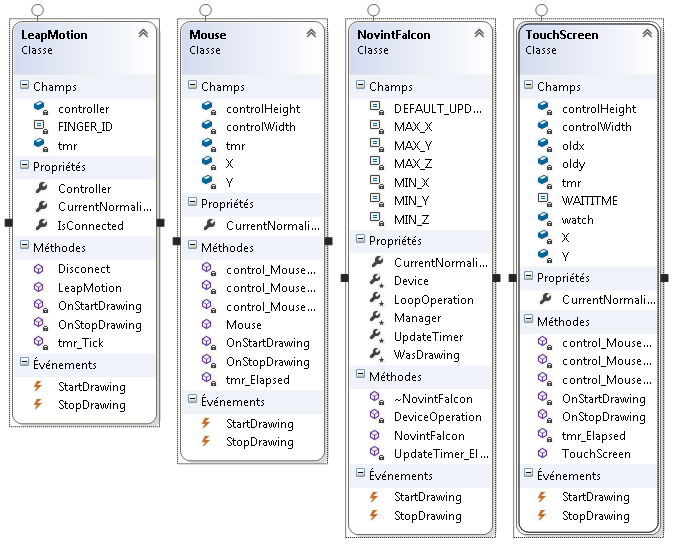 LeapMotion
Classe
Champs
controller
FINGER_ID
tmr
Propriétés
Controller
CurrentNormali...
IsConnected
Méthodes
Disconect
LeapMotion
OnStartDrawing
OnStopDrawing
tmr_Tick
Événements
StartDrawing
StopDrawing
Mouse
Classe
Champs
controlHeight
controlWidth
tmr
X
Y
Propriétés
CurrentNormali...
Méthodes
control_Mouse...
control_Mouse...
control_Mouse...
Mouse
OnStartDrawing
OnStopDrawing
tmr_Elapsed
Événements
StartDrawing
StopDrawing
NovintFalcon
Classe
Champs
DEFAULT_UPD...
MAX_X
MAX_Y
MAX_Z
MIN_X
MIN_Y
MIN_Z
Propriétés
CurrentNormali...
Device
LoopOperation
Manager
UpdateTimer
WasDrawing
Méthodes
~NovintFalcon
DeviceOperation
NovintFalcon
UpdateTimer_El...
Événements
StartDrawing
StopDrawing
TouchScreen
Classe
Champs
controlHeight
controlWidth
oldx
oldy
tmr
WAITITME
watch
X
Y
Propriétés
CurrentNormali...
Méthodes
control_Mouse...
control_Mouse...
control_Mouse...
OnStartDrawing
OnStopDrawing
tmr_Elapsed
TouchScreen
Événements
StartDrawing
StopDrawing